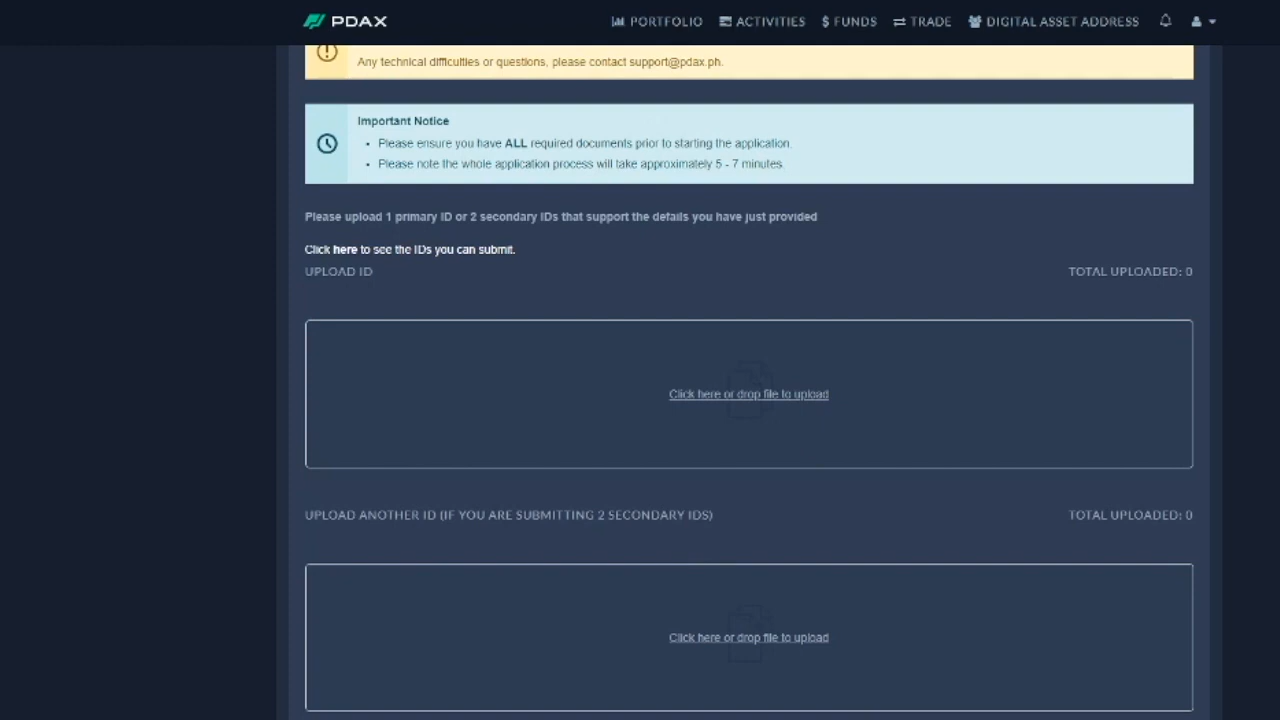 PDAX
PORTFOLIO
ACTIVITIES
$ FUNDS
TRADE
DIGITAL ASSET ADDRESS
Any technical difficulties or questions, please contact support@pdax.ph.
Important Notice
• Please ensure you have ALL required documents prior to starting the application.
• Please note the whole application process will take approximately 5 - 7 minutes.
Please upload 1 primary ID or 2 secondary IDs that support the details you have just provided
Click here to see the IDs you can submit.
UPLOAD ID
TOTAL UPLOADED: 0
Click here or drop file to upload
UPLOAD ANOTHER ID (IF YOU ARE SUBMITTING 2 SECONDARY IDS)
TOTAL UPLOADED: 0
Click here or drop file to upload